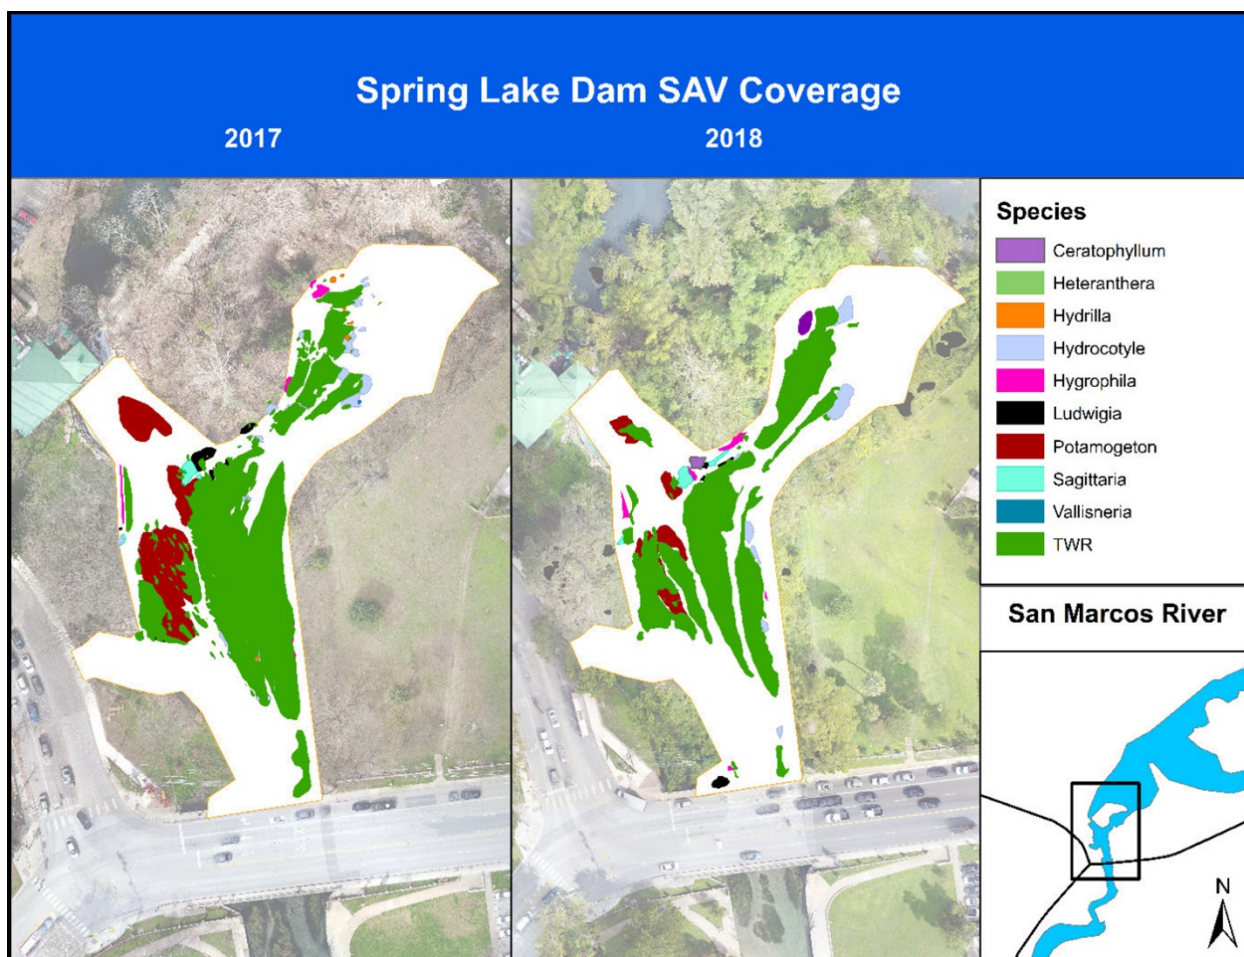 Spring Lake Dam SAV Coverage
2017
2018
Species
Ceratophyllum
Heteranthera
Hydrilla
Hydrocotyle
Hygrophila
Ludwigia
Potamogeton
Sagittaria
Vallisneria
TWR
San Marcos River
N